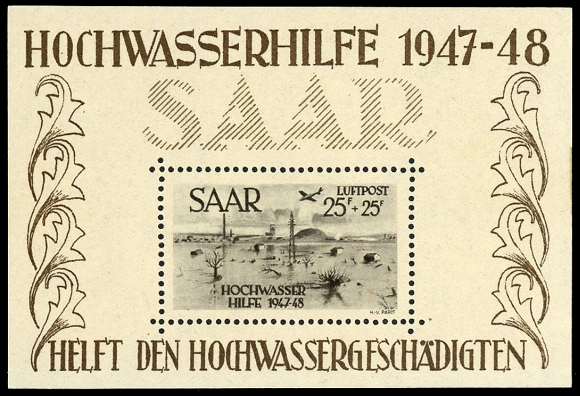 HOCHWASSERHILFE 1947-48
SAAR
SAAR
LUFTPOST
25F+25F
HOCHWASSER
HILFE 1947-48
HELFT DEN HOCHWASSERGESCHÄDIGTEN